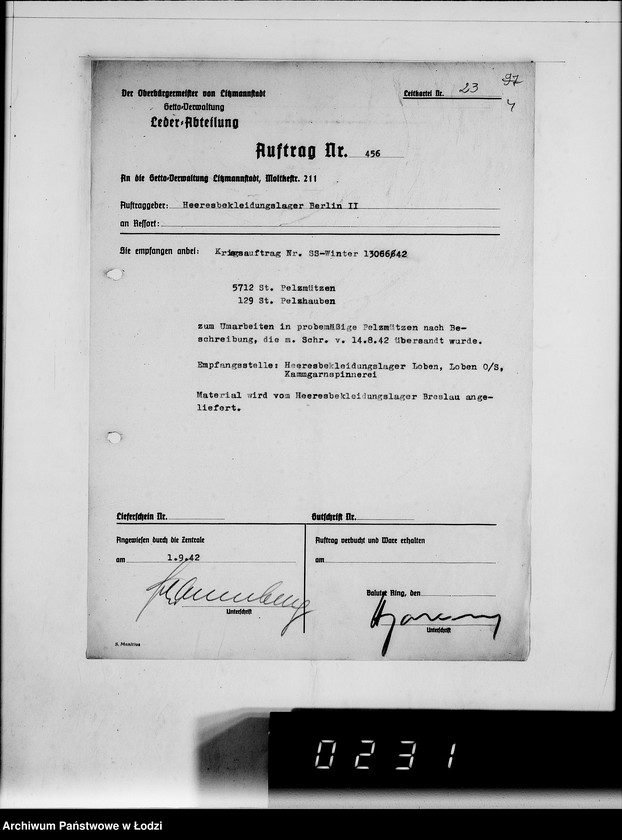 Der Oberbürgermeister von Litzmannstadt
Getto-Verwaltung
Leder-Abteilung
Leitkartei Nr. 23
97
4
Auftrag Nr. 456
An die Getto-Verwaltung Litzmannstadt, Moltkestr. 211
Auftraggeber: Heeresbekleidungslager Berlin II
an Ressort:
Sie empfangen anbei: Kriegsauftrag Nr. SS-Winter 13066/42
5712 St. Pelzmützen
129 St. Pelzhauben
zum Umarbeiten in probemäßige Pelzmützen nach Be-
schreibung, die m. Schr. v. 14.8.42 übersandt wurde.
Empfangsstelle: Heeresbekleidungslager Loben, Loben O/S,
Kammgarnspinnerei
Material wird vom Heeresbekleidungslager Breslau ange-
liefert.
Lieferschein Nr.
Gutschrift Nr.
Angewiesen durch die Zentrale
am 1.9.42
Unterschrift
Auftrag verbucht und Ware erhalten
am
Baluter Ring, den
Unterschrift
0231
Archiwum Państwowe w Łodzi